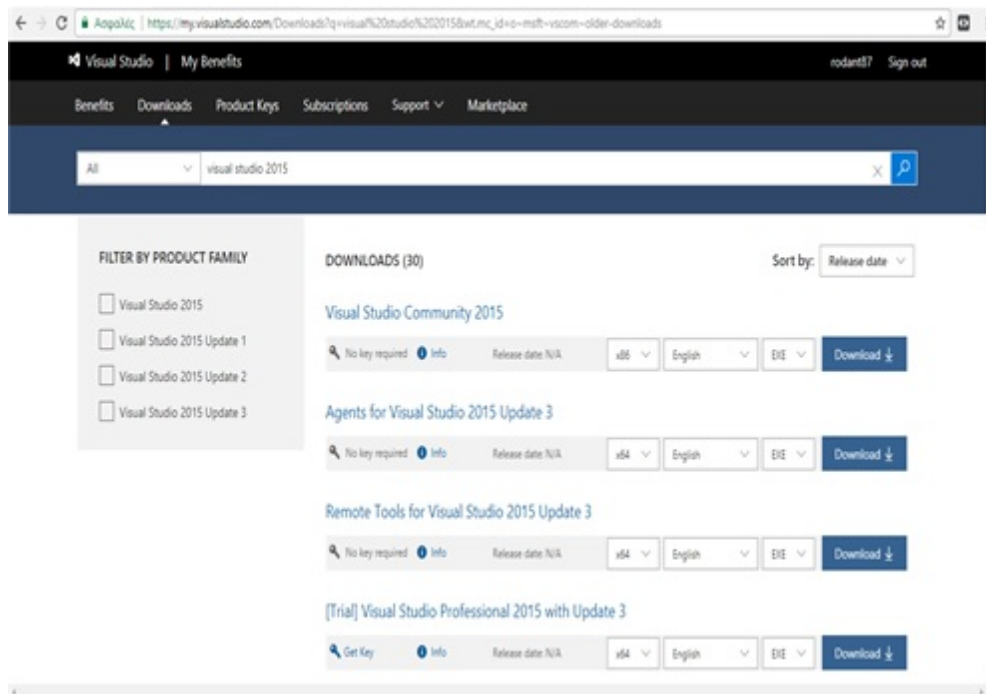 Ασφαλές | https://my.visualstudio.com/Downloads?q=visual%20studio%202015&wt.mc_id=o~msft~vscom~older-downloads
Visual Studio | My Benefits
rodant87 Sign out
Benefits Downloads Product Keys Subscriptions Support Marketplace
All visual studio 2015
FILTER BY PRODUCT FAMILY
Visual Studio 2015
Visual Studio 2015 Update 1
Visual Studio 2015 Update 2
Visual Studio 2015 Update 3
DOWNLOADS (30)
Sort by: Release date
Visual Studio Community 2015
No key required Info Release date: N/A x86 English EXE Download
Agents for Visual Studio 2015 Update 3
No key required Info Release date: N/A x64 English EXE Download
Remote Tools for Visual Studio 2015 Update 3
No key required Info Release date: N/A x64 English EXE Download
[Trial] Visual Studio Professional 2015 with Update 3
Get Key Info Release date: N/A x64 English EXE Download